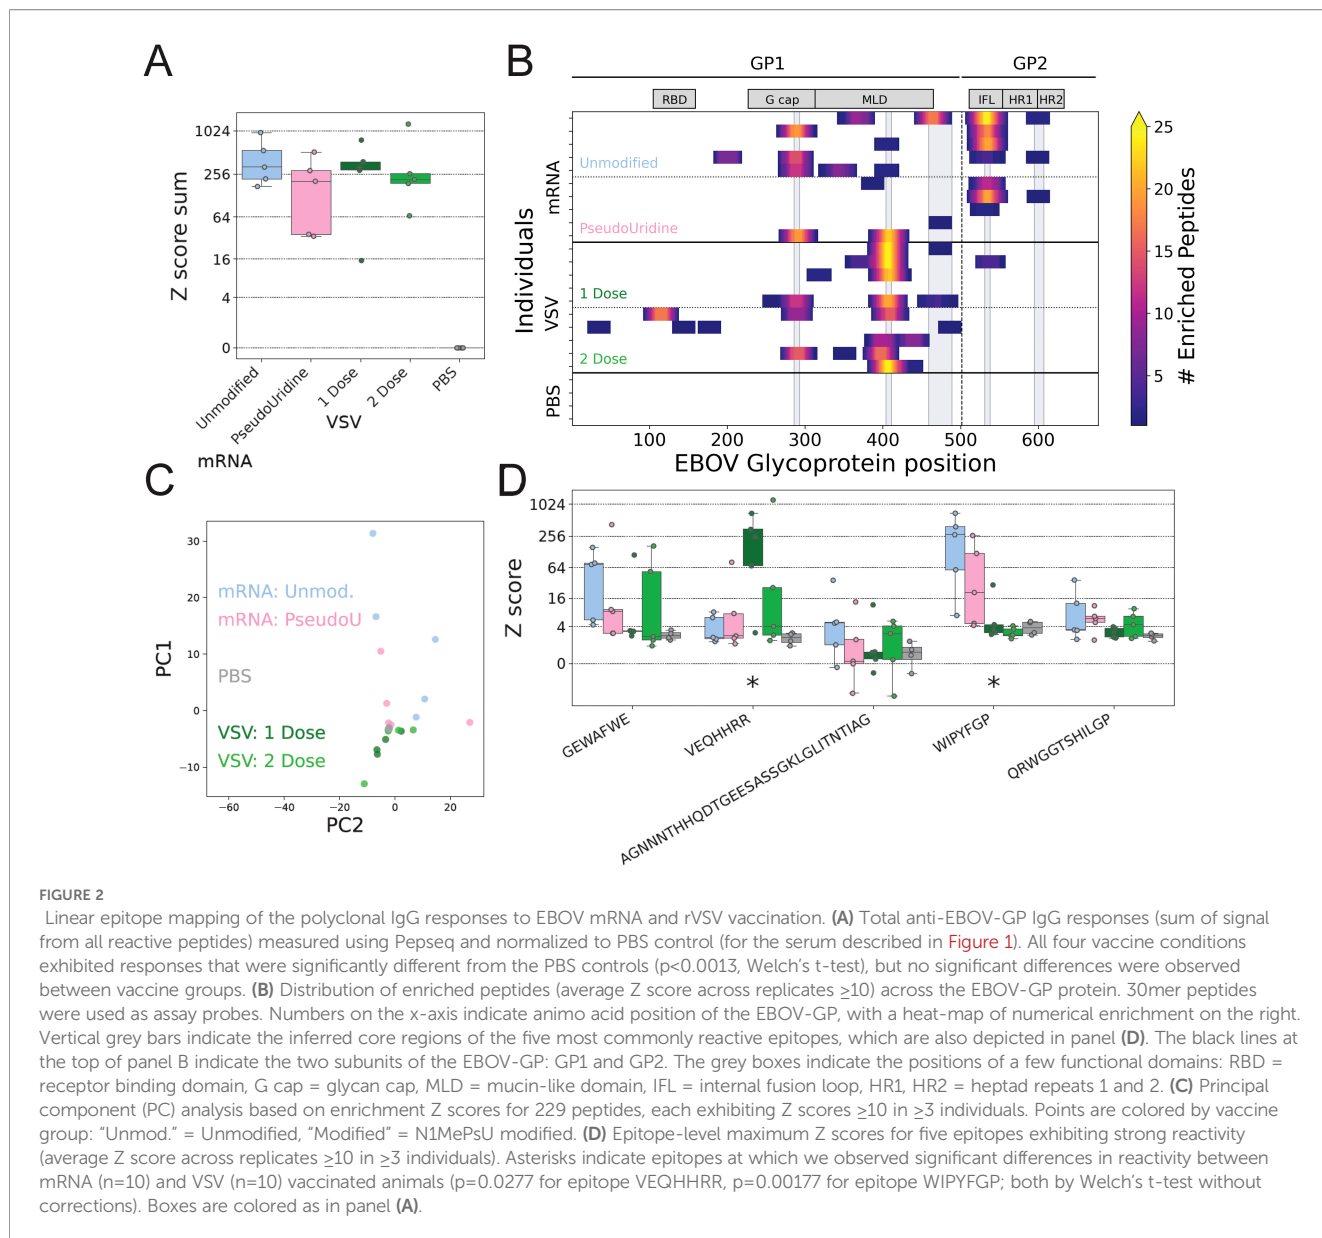 A
1024
256
64
16
4
0
Z score sum
Unmodified
PseudoUridine
1 Dose
2 Dose
PBS
VSV
mRNA
B
GP1
GP2
RBD
G cap
MLD
IFL
HR1
HR2
Individuals
mRNA
VSV
PBS
Unmodified
PseudoUridine
1 Dose
2 Dose
100
200
300
400
500
600
EBOV Glycoprotein position
25
20
15
10
5
# Enriched Peptides
C
30
20
10
0
−10
PC1
mRNA: Unmod.
mRNA: PseudoU
PBS
VSV: 1 Dose
VSV: 2 Dose
−60
−40
−20
0
20
PC2
D
1024
256
64
16
4
0
Z score
*
*
GEWAFWE
VEQHHRR
AGNNNTHHQDTGEESASSGKLGLITNTIAG
WIPYFGP
QRWGGTSHILGP
FIGURE 2
Linear epitope mapping of the polyclonal IgG responses to EBOV mRNA and rVSV vaccination. (A) Total anti-EBOV-GP IgG responses (sum of signal
from all reactive peptides) measured using Pepseq and normalized to PBS control (for the serum described in Figure 1). All four vaccine conditions
exhibited responses that were significantly different from the PBS controls (p<0.0013, Welch’s t-test), but no significant differences were observed
between vaccine groups. (B) Distribution of enriched peptides (average Z score across replicates ≥10) across the EBOV-GP protein. 30mer peptides
were used as assay probes. Numbers on the x-axis indicate animo acid position of the EBOV-GP, with a heat-map of numerical enrichment on the right.
Vertical grey bars indicate the inferred core regions of the five most commonly reactive epitopes, which are also depicted in panel (D). The black lines at
the top of panel B indicate the two subunits of the EBOV-GP: GP1 and GP2. The grey boxes indicate the positions of a few functional domains: RBD =
receptor binding domain, G cap = glycan cap, MLD = mucin-like domain, IFL = internal fusion loop, HR1, HR2 = heptad repeats 1 and 2. (C) Principal
component (PC) analysis based on enrichment Z scores for 229 peptides, each exhibiting Z scores ≥10 in ≥3 individuals. Points are colored by vaccine
group: “Unmod.” = Unmodified, “Modified” = N1MePsU modified. (D) Epitope-level maximum Z scores for five epitopes exhibiting strong reactivity
(average Z score across replicates ≥10 in ≥3 individuals). Asterisks indicate epitopes at which we observed significant differences in reactivity between
mRNA (n=10) and VSV (n=10) vaccinated animals (p=0.0277 for epitope VEQHHRR, p=0.00177 for epitope WIPYFGP; both by Welch’s t-test without
corrections). Boxes are colored as in panel (A).